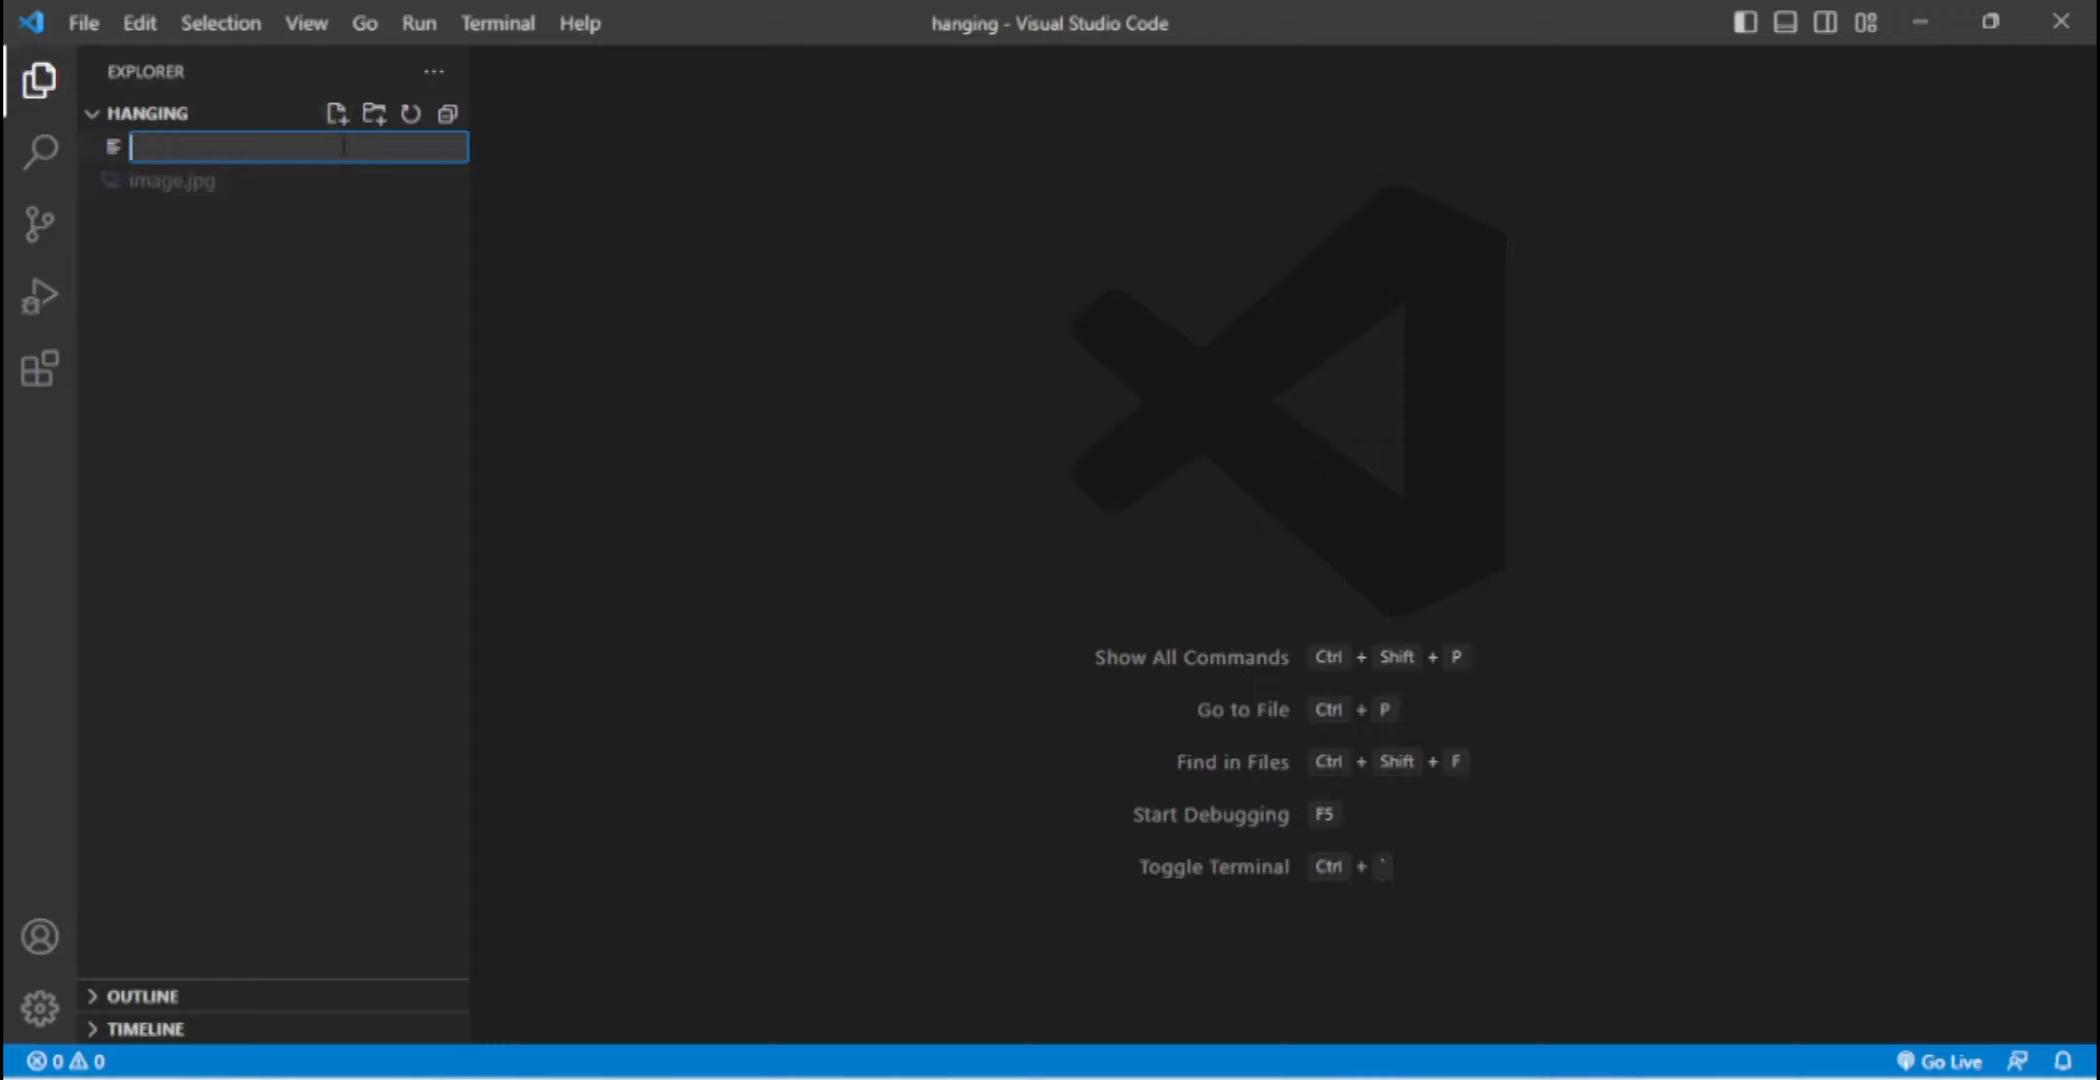 File Edit Selection View Go Run Terminal Help
hanging - Visual Studio Code
EXPLORER
HANGING
image.jpg
Show All Commands Ctrl + Shift + P
Go to File Ctrl + P
Find in Files Ctrl + Shift + F
Start Debugging F5
Toggle Terminal Ctrl + `
OUTLINE
TIMELINE
0 0
Go Live